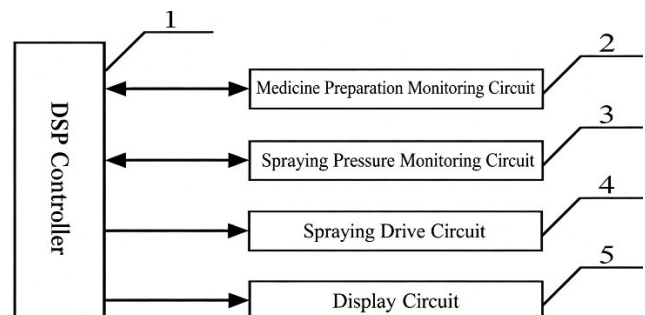 1
DSP Controller
2
Medicine Preparation Monitoring Circuit
3
Spraying Pressure Monitoring Circuit
4
Spraying Drive Circuit
5
Display Circuit